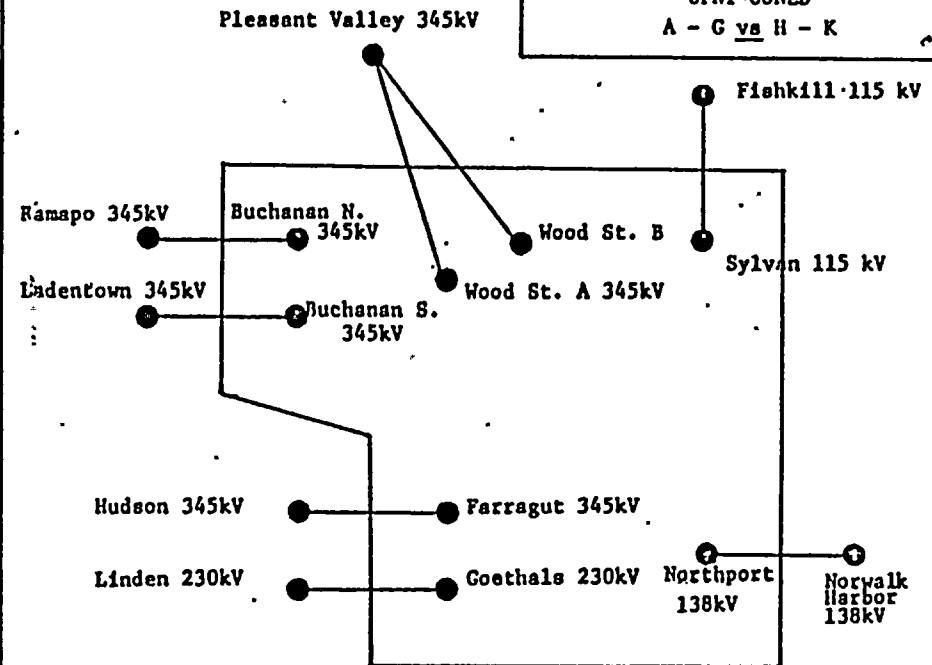 Pleasant Valley 345kV
A - G vs H - K
Fishkill 115 kV
Ramapo 345kV
Buchanan N.
345kV
Wood St. B
Sylvan 115 kV
Ladentown 345kV
Wood St. A 345kV
Buchanan S.
345kV
Hudson 345kV
Farragut 345kV
Linden 230kV
Goethals 230kV
Northport
138kV
Norwalk
Harbor
138kV